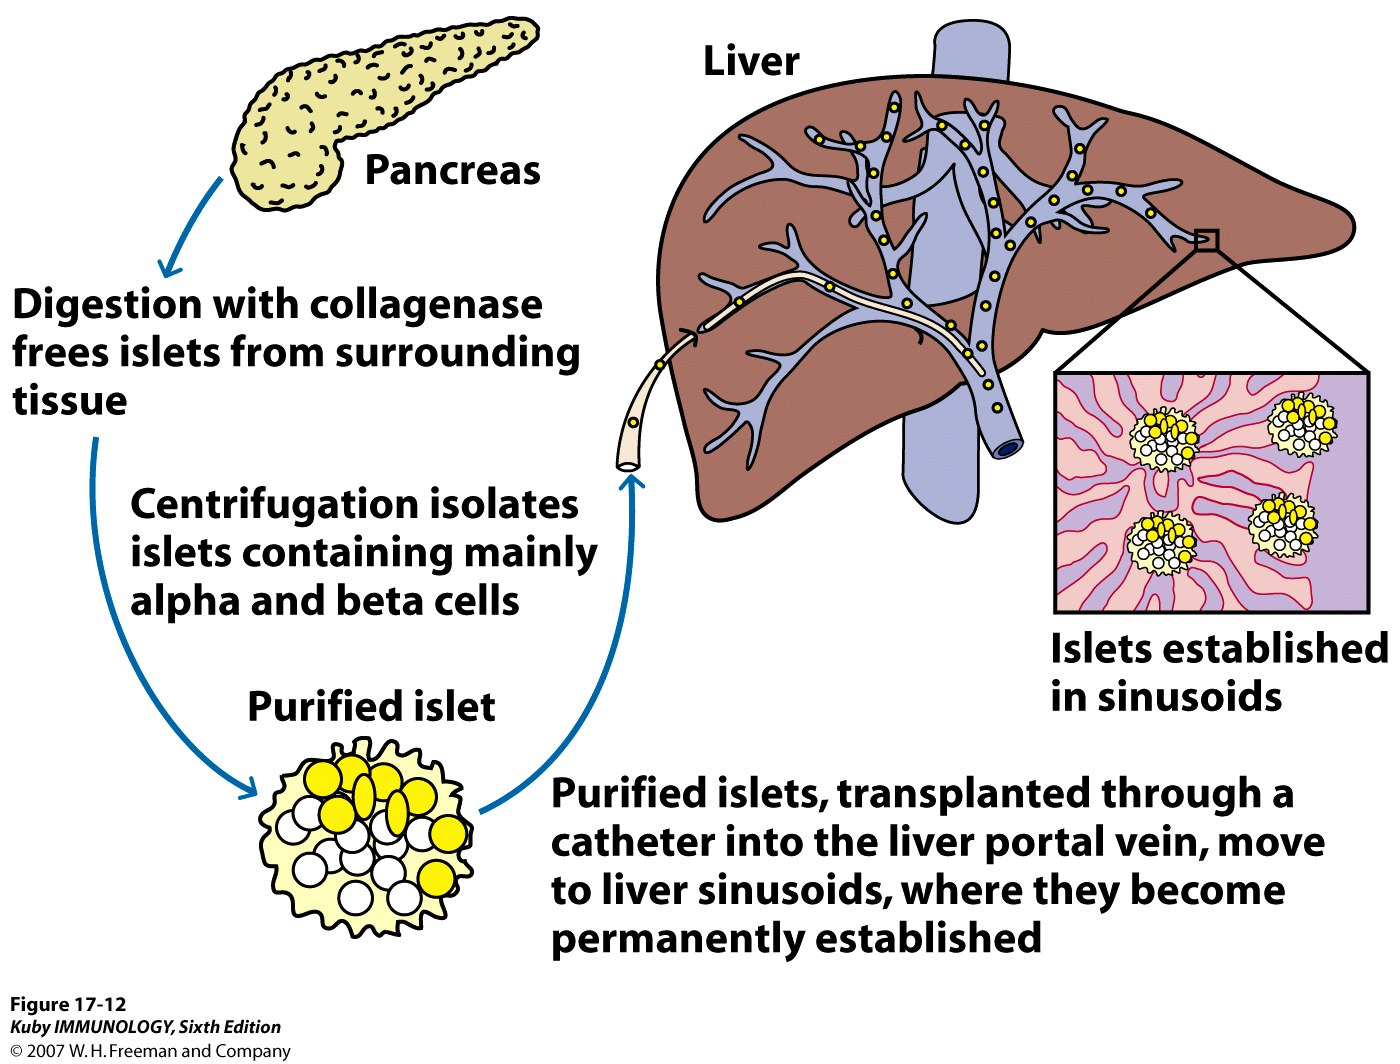 Liver
Pancreas
Digestion with collagenase
frees islets from surrounding
tissue
Centrifugation isolates
islets containing mainly
alpha and beta cells
Islets established
in sinusoids
Purified islet
Purified islets, transplanted through a
catheter into the liver portal vein, move
to liver sinusoids, where they become
permanently established
Figure 17-12
Kuby IMMUNOLOGY, Sixth Edition
© 2007 W. H. Freeman and Company